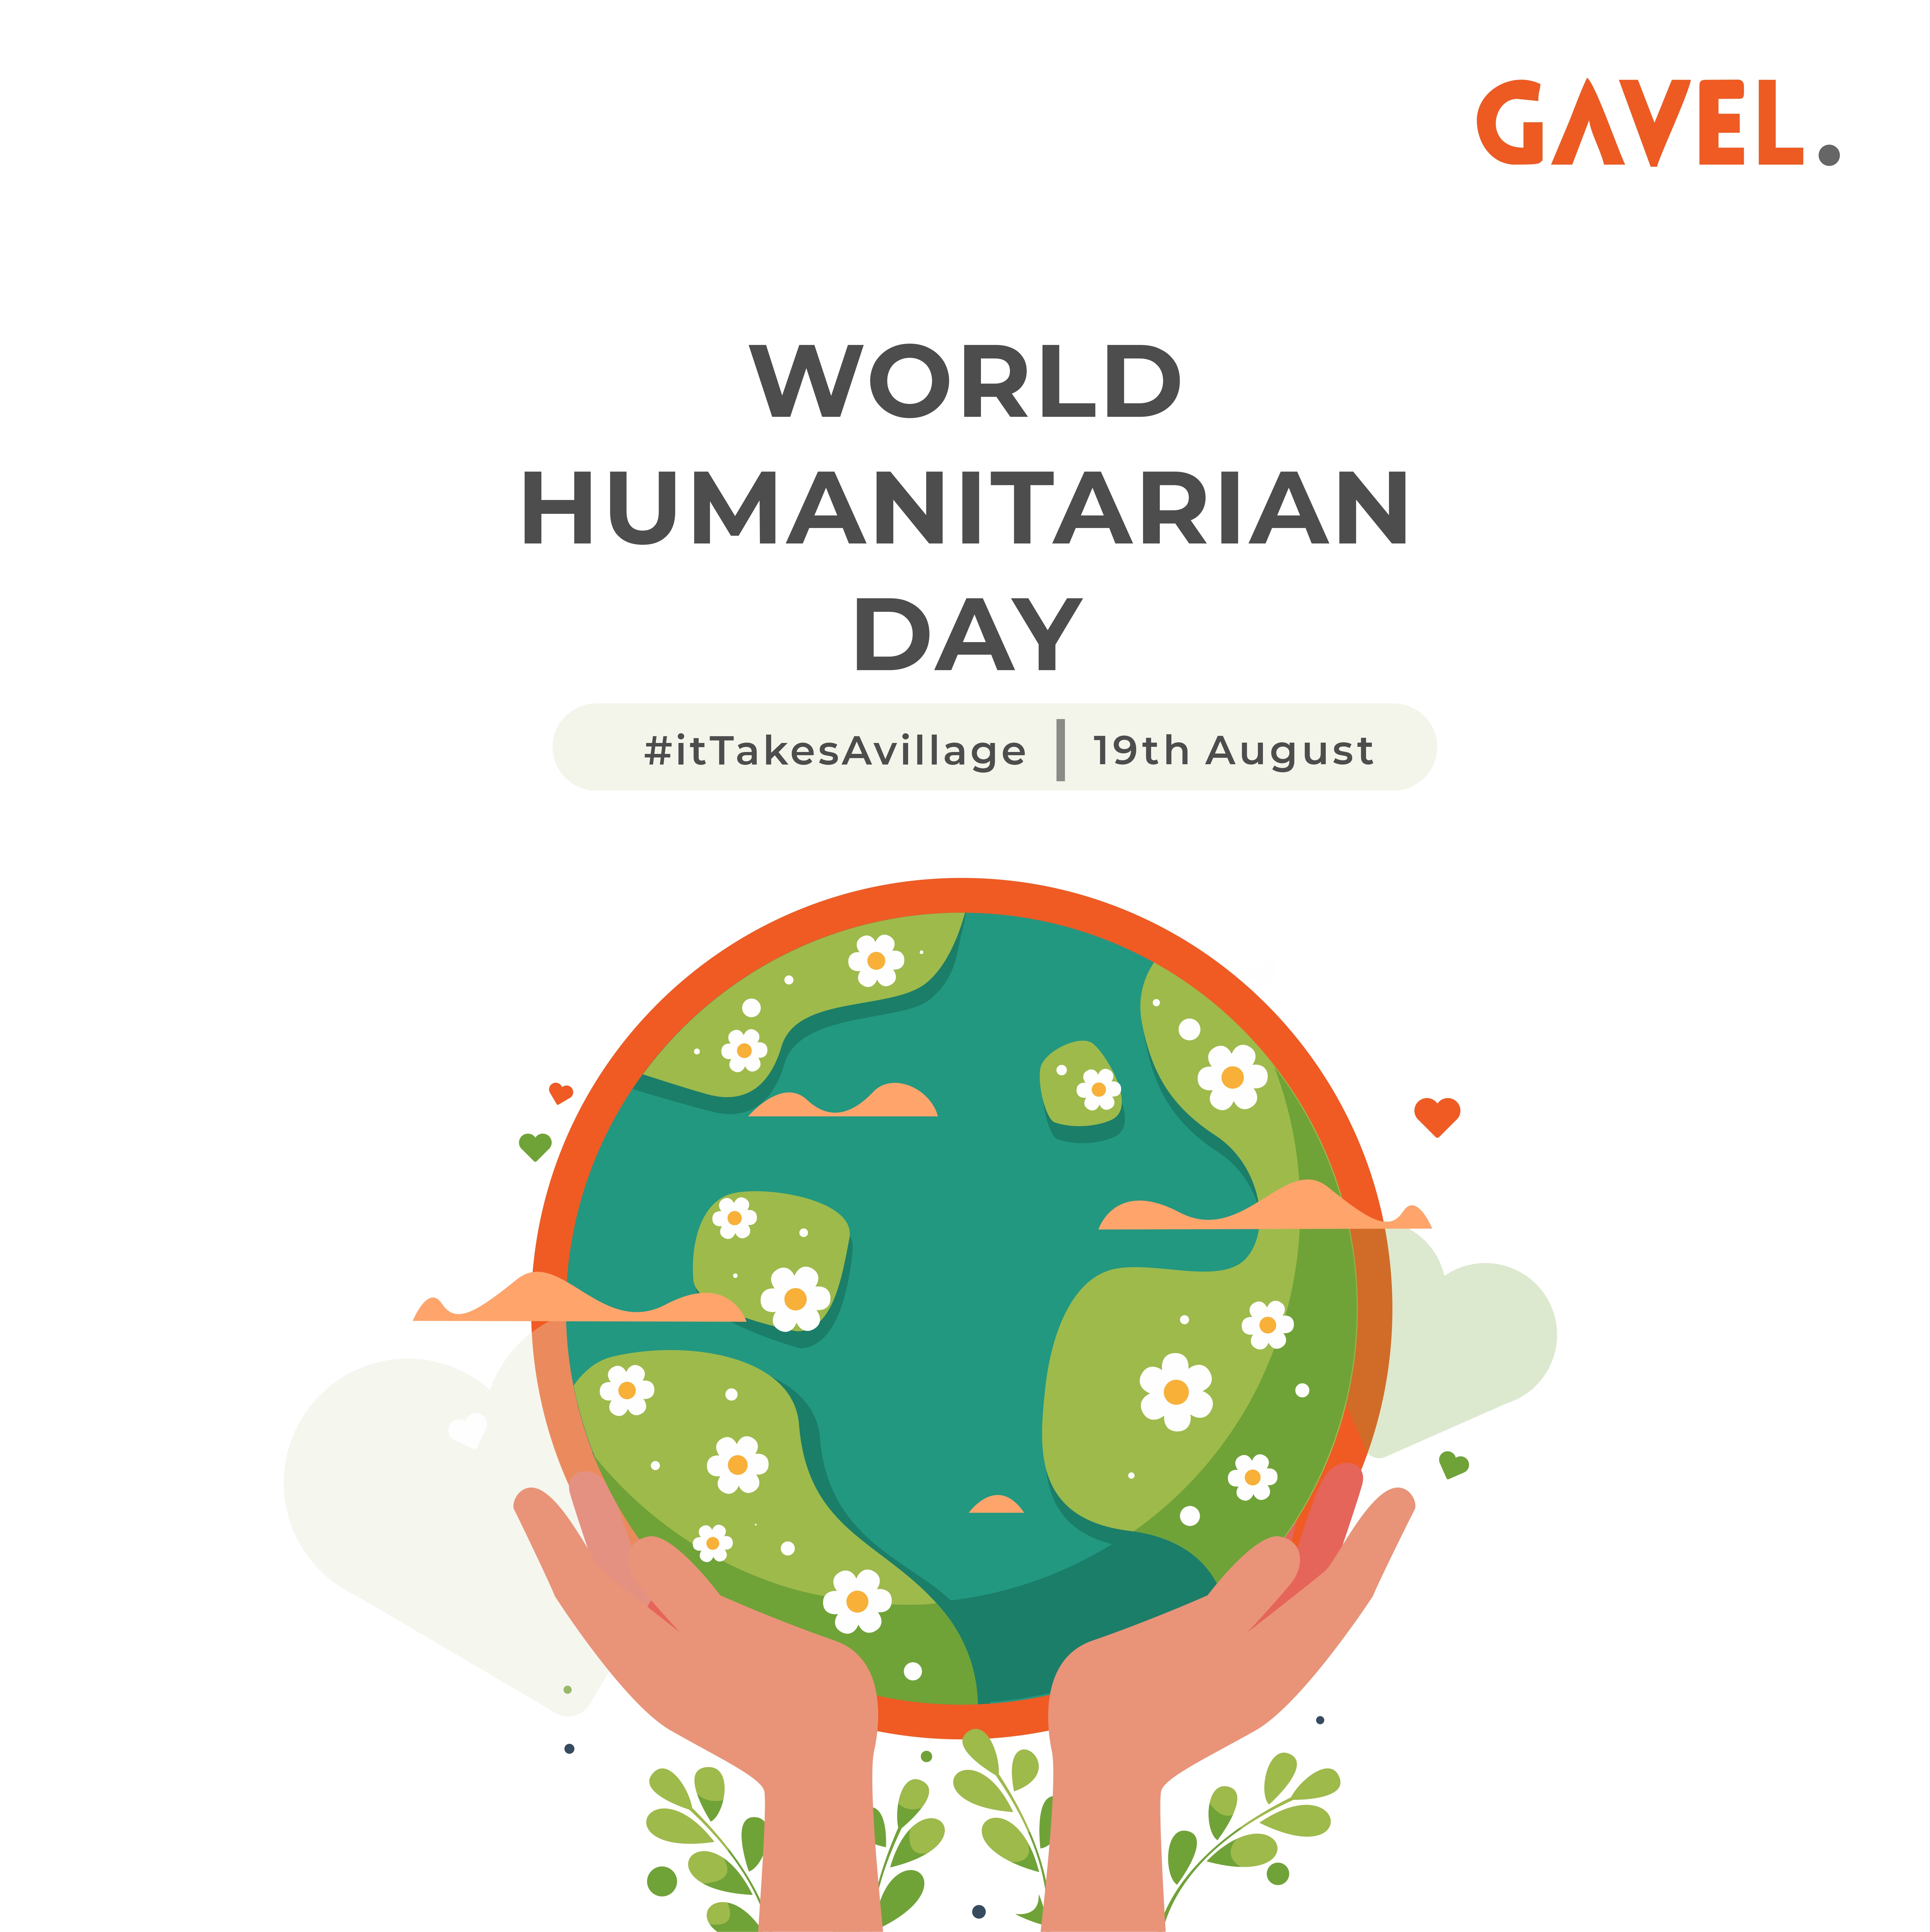 GAVEL.
WORLD
HUMANITARIAN
DAY
#itTakesAvillage | 19th August